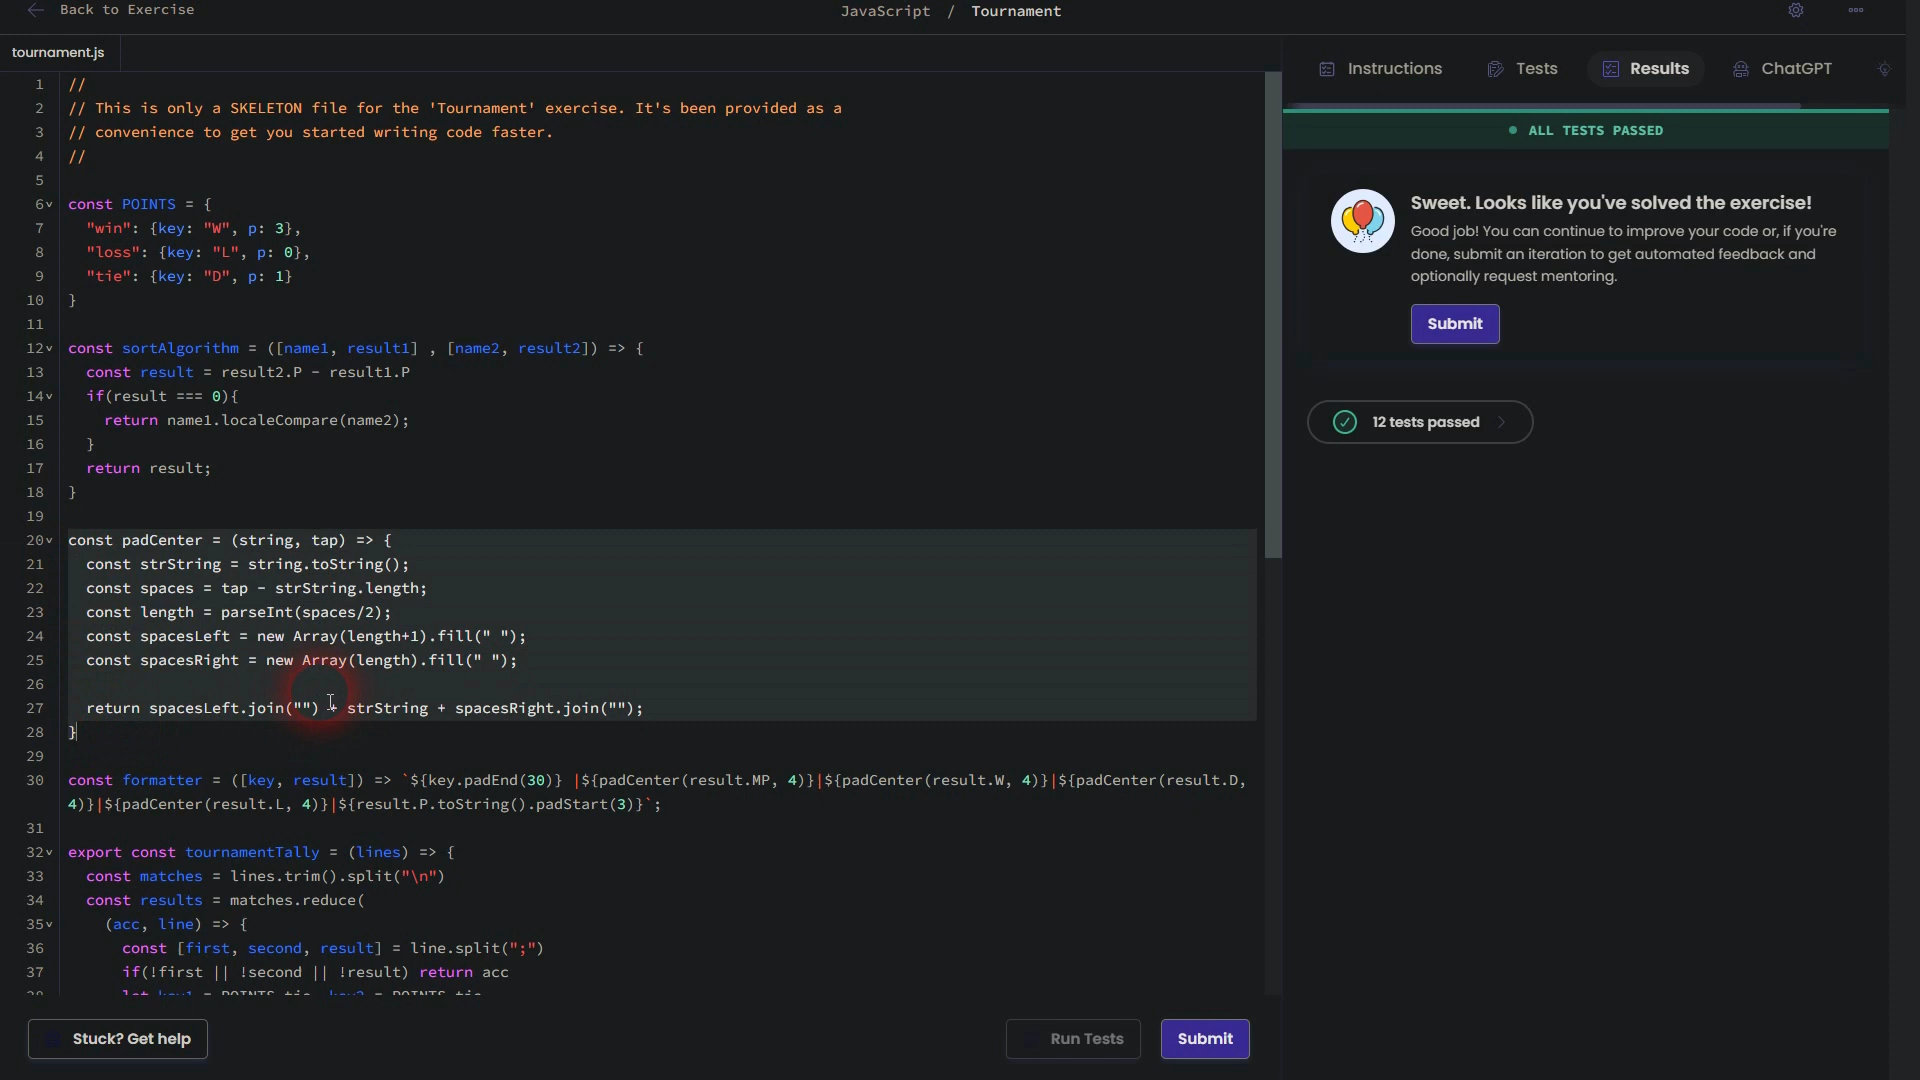 Back to Exercise
JavaScript / Tournament
tournament.js
Instructions
Tests
Results
ChatGPT
1 //
2 // This is only a SKELETON file for the 'Tournament' exercise. It's been provided as a
3 // convenience to get you started writing code faster.
4 //
5
6 const POINTS = {
7 "win": {key: "W", p: 3},
8 "loss": {key: "L", p: 0},
9 "tie": {key: "D", p: 1}
10 }
11
12 const sortAlgorithm = ([name1, result1] , [name2, result2]) => {
13 const result = result2.P - result1.P
14 if(result === 0){
15 return name1.localeCompare(name2);
16 }
17 return result;
18 }
19
20 const padCenter = (string, tap) => {
21 const strString = string.toString();
22 const spaces = tap - strString.length;
23 const length = parseInt(spaces/2);
24 const spacesLeft = new Array(length+1).fill(" ");
25 const spacesRight = new Array(length).fill(" ");
26
27 return spacesLeft.join("") + strString + spacesRight.join("");
28 }
29
30 const formatter = ([key, result]) => `${key.padEnd(30)} |${padCenter(result.MP, 4)}|${padCenter(result.W, 4)}|${padCenter(result.D,
4)}|${padCenter(result.L, 4)}|${result.P.toString().padStart(3)}`;
31
32 export const tournamentTally = (lines) => {
33 const matches = lines.trim().split("\n")
34 const results = matches.reduce(
35 (acc, line) => {
36 const [first, second, result] = line.split(";")
37 if(!first || !second || !result) return acc
ALL TESTS PASSED
Sweet. Looks like you've solved the exercise!
Good job! You can continue to improve your code or, if you're
done, submit an iteration to get automated feedback and
optionally request mentoring.
Submit
12 tests passed
Stuck? Get help
Run Tests
Submit